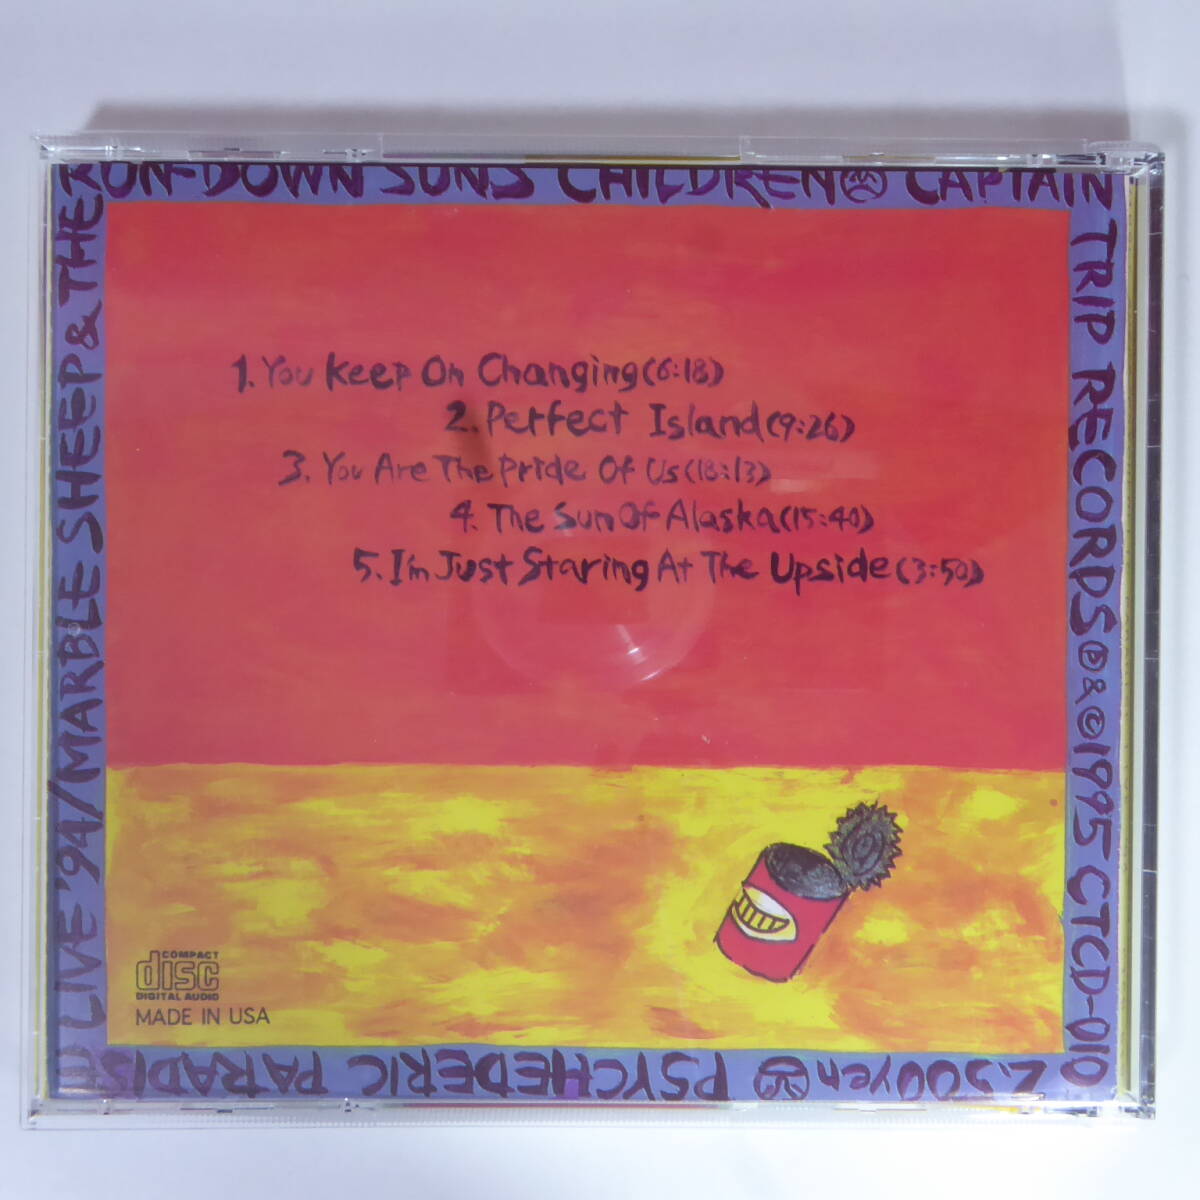 RUN-DOWN SUNS CHILDREN CAPTAIN
TRIP RECORDS Ⓟ&©1995 CTCD-010
2,500yen PSYCHEDERIC PARADISE
LIVE '94/MARBLE SHEEP & THE
1. You Keep On Changing(6:18)
2. Perfect Island(9:26)
3. You Are The Pride Of Us(18:13)
4. The Sun Of Alaska(15:40)
5. I'm Just Staring At The Upside(3:50)
COMPACT
disc
DIGITAL AUDIO
MADE IN USA